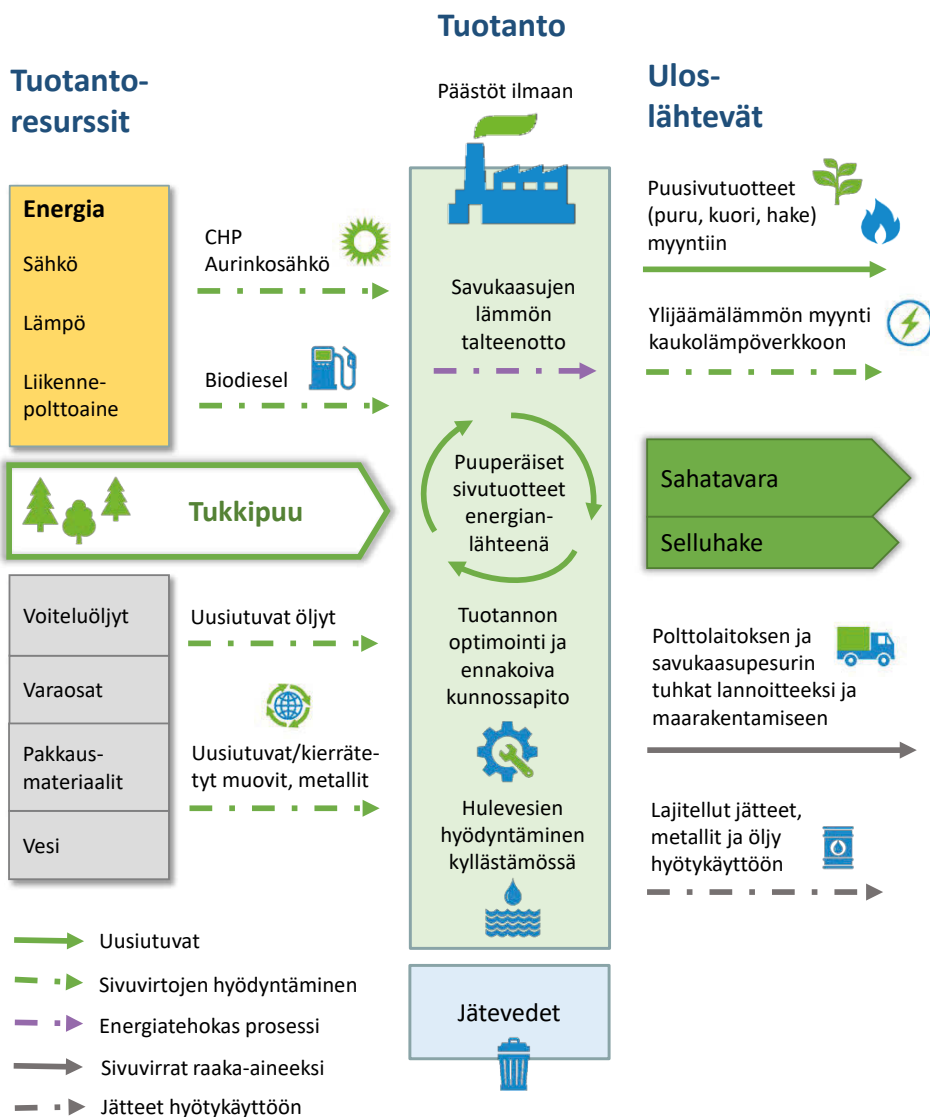 Tuotanto-
resurssit
Energia
Sähkö
Lämpö
Liikenne-
polttoaine
CHP
Aurinkosähkö
Biodiesel
Tukkipuu
Voiteluöljyt
Varaosat
Pakkaus-
materiaalit
Vesi
Uusiutuvat öljyt
Uusiutuvat/kierräte-
tyt muovit, metallit
Tuotanto
Päästöt ilmaan
Savukaasujen
lämmön
talteenotto
Puuperäiset
sivutuotteet
energian-
lähteenä
Tuotannon
optimointi ja
ennakoiva
kunnossapito
Hulevesien
hyödyntäminen
kyllästämössä
Jätevedet
Ulos-
lähtevät
Puusivutuotteet
(puru, kuori, hake)
myyntiin
Ylijäämälämmön myynti
kaukolämpöverkkoon
Sahatavara
Selluhake
Polttolaitoksen ja
savukaasupesurin
tuhkat lannoitteeksi ja
maarakentamiseen
Lajitellut jätteet,
metallit ja öljy
hyötykäyttöön
Uusiutuvat
Sivuvirtojen hyödyntäminen
Energiatehokas prosessi
Sivuvirrat raaka-aineeksi
Jätteet hyötykäyttöön